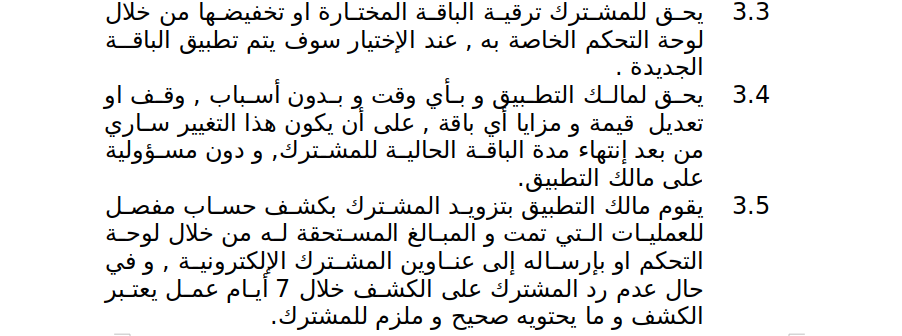 3.3 يحق للمشترك ترقية الباقة المختارة او تخفيضها من خلال
لوحة التحكم الخاصة به , عند الإختيار سوف يتم تطبيق الباقة
الجديدة .
3.4 يحق لمالك التطبيق و بأي وقت و بدون أسباب , وقف او
تعديل قيمة و مزايا أي باقة , على أن يكون هذا التغيير ساري
من بعد إنتهاء مدة الباقة الحالية للمشترك, و دون مسؤولية
على مالك التطبيق.
3.5 يقوم مالك التطبيق بتزويد المشترك بكشف حساب مفصل
للعمليات التي تمت و المبالغ المستحقة له من خلال لوحة
التحكم او بإرساله إلى عناوين المشترك الإلكترونية , و في
حال عدم رد المشترك على الكشف خلال 7 أيام عمل يعتبر
الكشف و ما يحتويه صحيح و ملزم للمشترك.